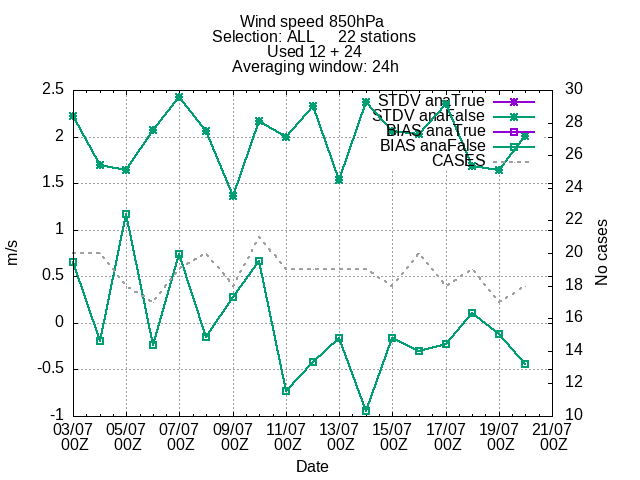 Wind speed 850hPa
Selection: ALL      22 stations
Used 12 + 24
Averaging window: 24h
STDV anaTrue
STDV anaFalse
BIAS anaTrue
BIAS anaFalse
CASES
2.5
2
1.5
1
0.5
0
-0.5
-1
m/s
30
28
26
24
22
20
18
16
14
12
10
No cases
03/07 05/07 07/07 09/07 11/07 13/07 15/07 17/07 19/07 21/07
00Z 00Z 00Z 00Z 00Z 00Z 00Z 00Z 00Z 00Z
Date